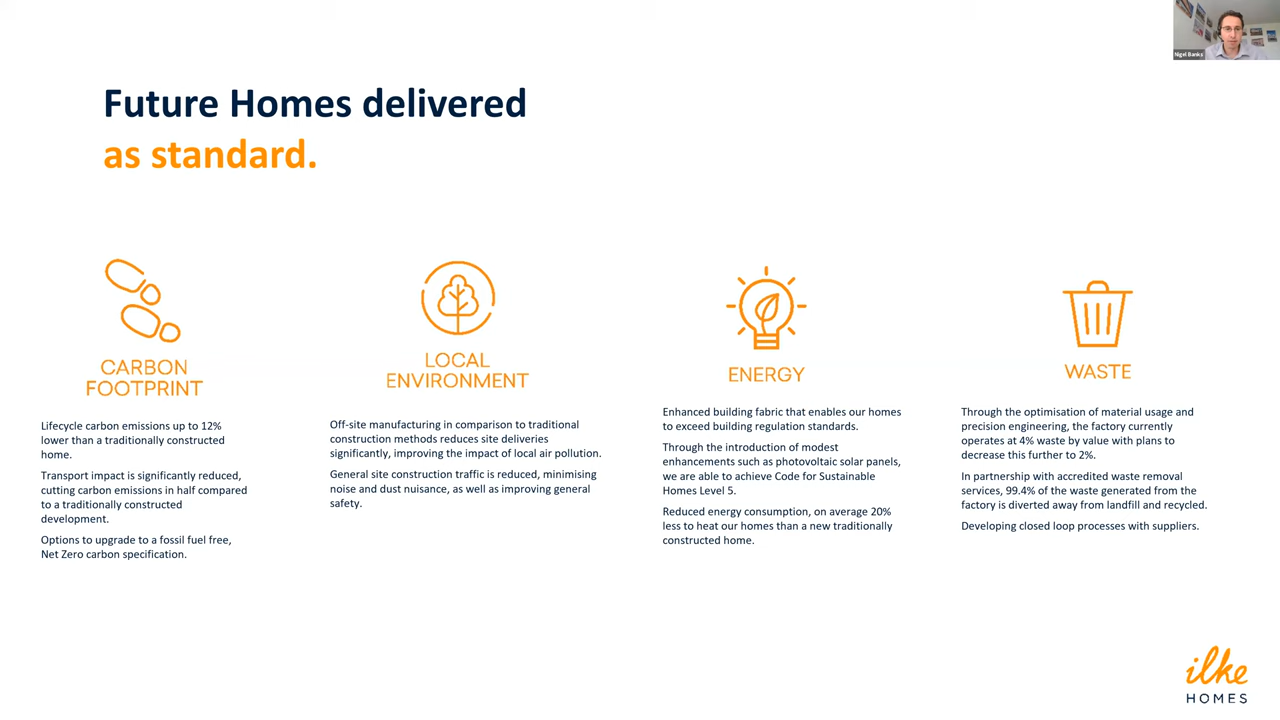 Nigel Banks
Future Homes delivered
as standard.
CARBON
FOOTPRINT
Lifecycle carbon emissions up to 12%
lower than a traditionally constructed
home.
Transport impact is significantly reduced,
cutting carbon emissions in half compared
to a traditionally constructed
development.
Options to upgrade to a fossil fuel free,
Net Zero carbon specification.
LOCAL
ENVIRONMENT
Off-site manufacturing in comparison to traditional
construction methods reduces site deliveries
significantly, improving the impact of local air pollution.
General site construction traffic is reduced, minimising
noise and dust nuisance, as well as improving general
safety.
ENERGY
Enhanced building fabric that enables our homes
to exceed building regulation standards.
Through the introduction of modest
enhancements such as photovoltaic solar panels,
we are able to achieve Code for Sustainable
Homes Level 5.
Reduced energy consumption, on average 20%
less to heat our homes than a new traditionally
constructed home.
WASTE
Through the optimisation of material usage and
precision engineering, the factory currently
operates at 4% waste by value with plans to
decrease this further to 2%.
In partnership with accredited waste removal
services, 99.4% of the waste generated from the
factory is diverted away from landfill and recycled.
Developing closed loop processes with suppliers.
ilke
HOMES